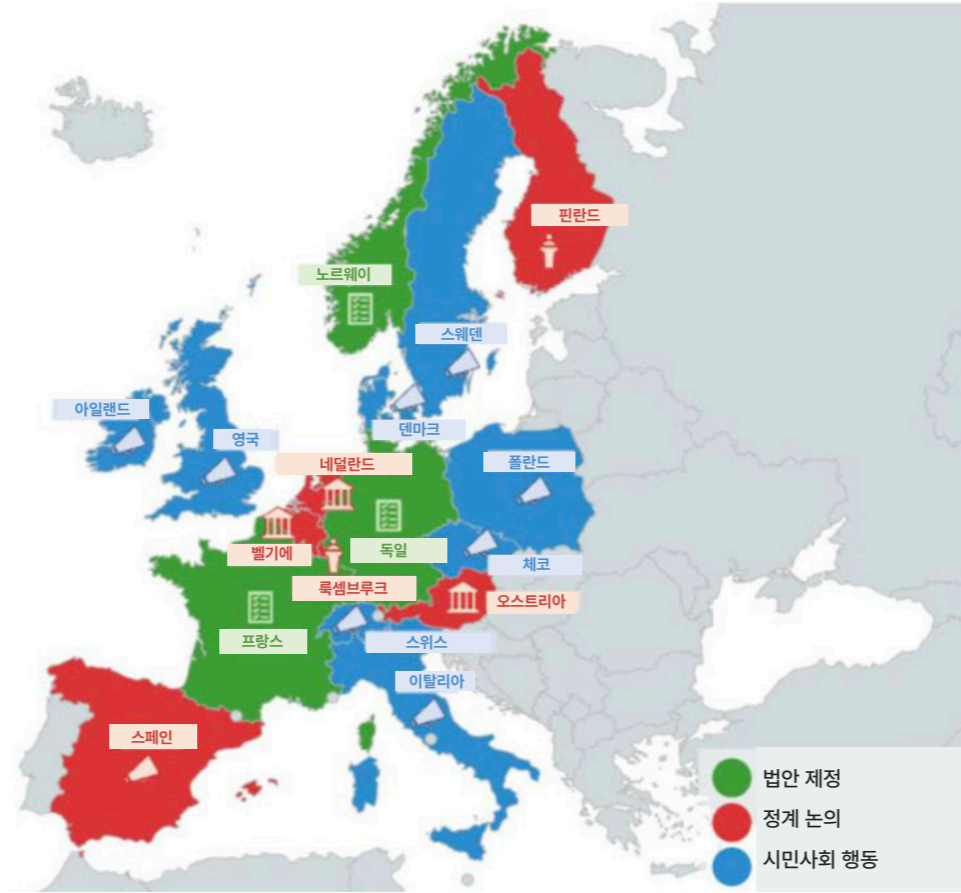 핀란드
노르웨이
스웨덴
아일랜드
덴마크
영국
네덜란드
폴란드
벨기에
독일
체코
룩셈브루크
오스트리아
프랑스
스위스
이탈리아
스페인
법안 제정
정계 논의
시민사회 행동